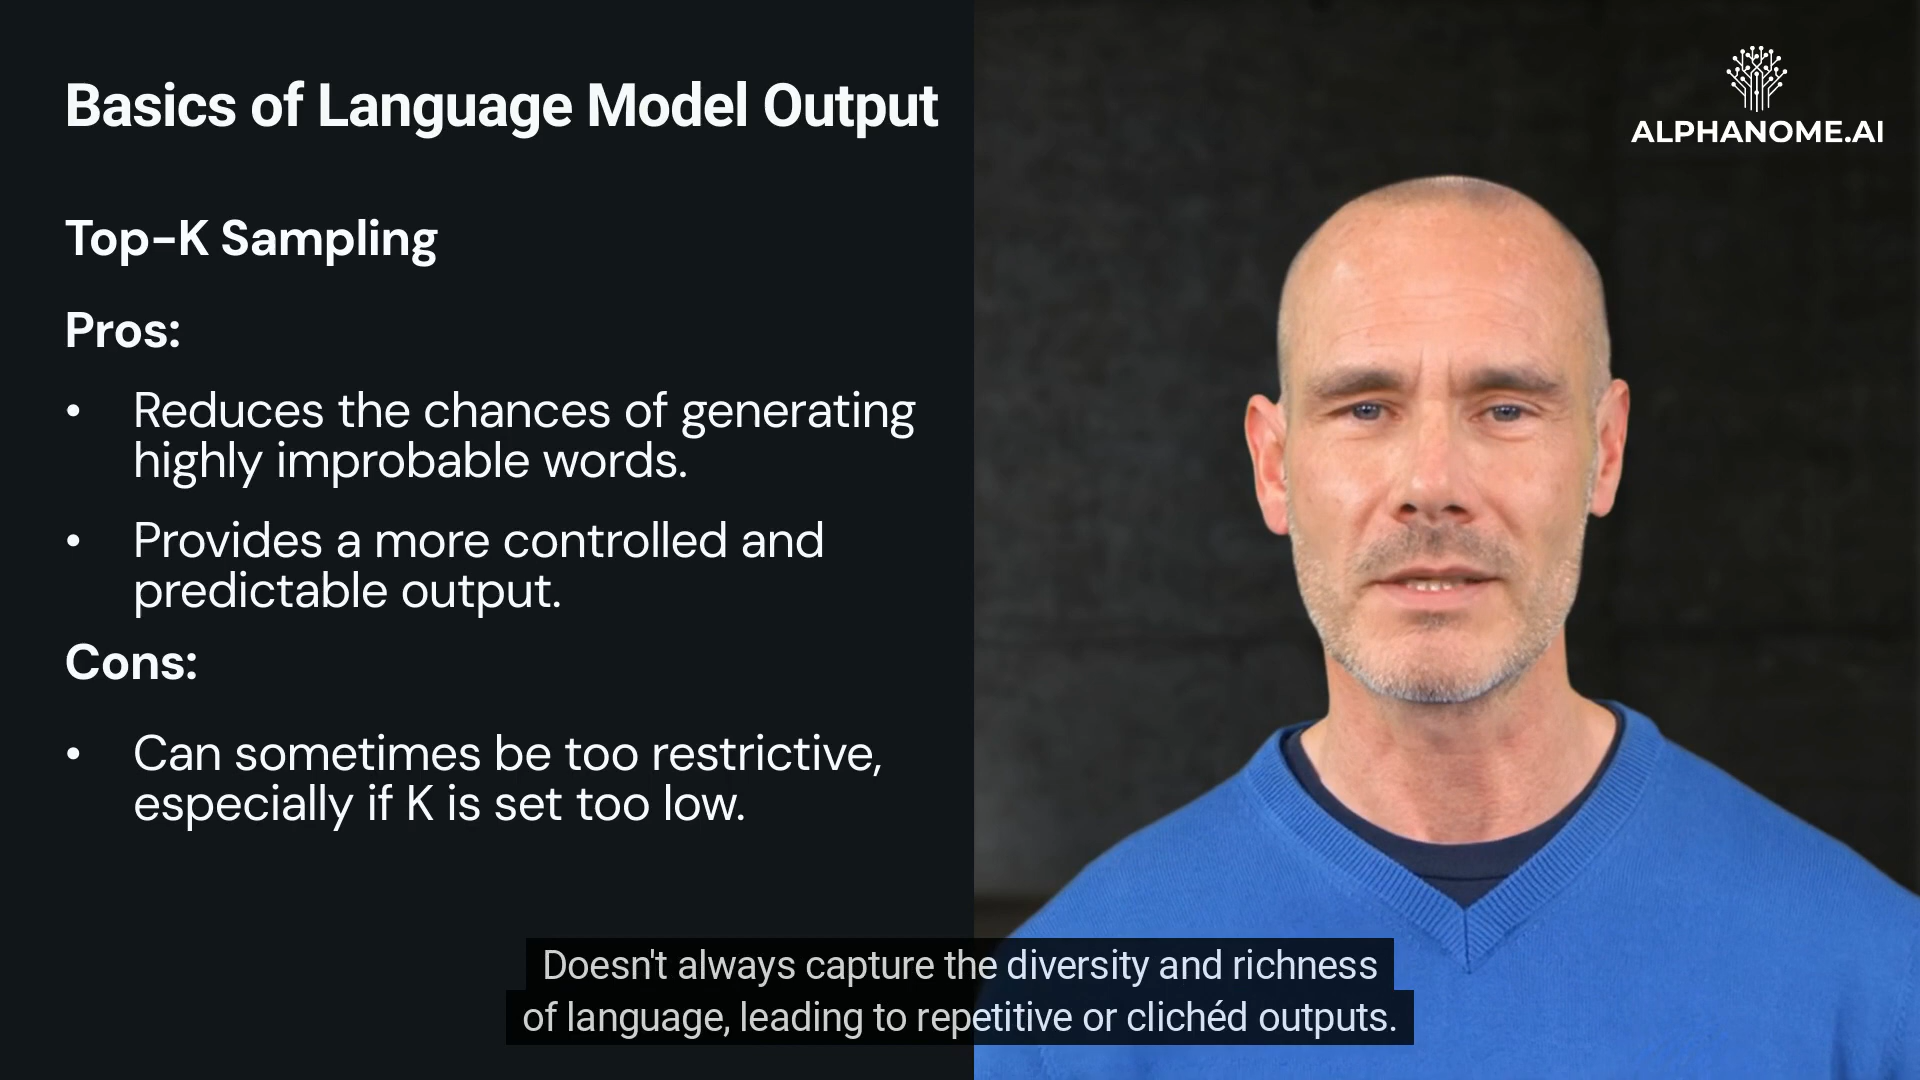 Basics of Language Model Output
ALPHANOME.AI
Top-K Sampling
Pros:
• Reduces the chances of generating
highly improbable words.
• Provides a more controlled and
predictable output.
Cons:
• Can sometimes be too restrictive,
especially if K is set too low.
Doesn't always capture the diversity and richness
of language, leading to repetitive or clichéd outputs.